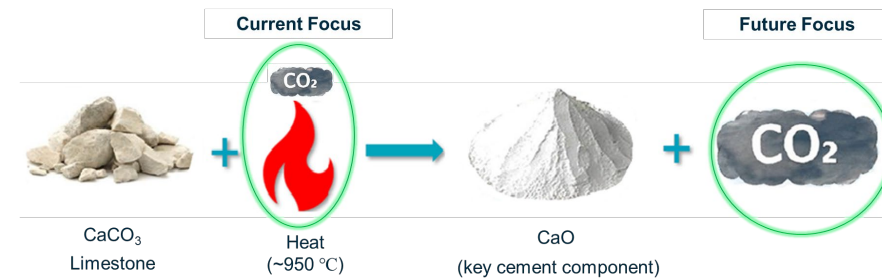 Current Focus
Future Focus
CO₂
+
+
CO₂
CaCO₃
Limestone
Heat
(~950 ℃)
CaO
(key cement component)